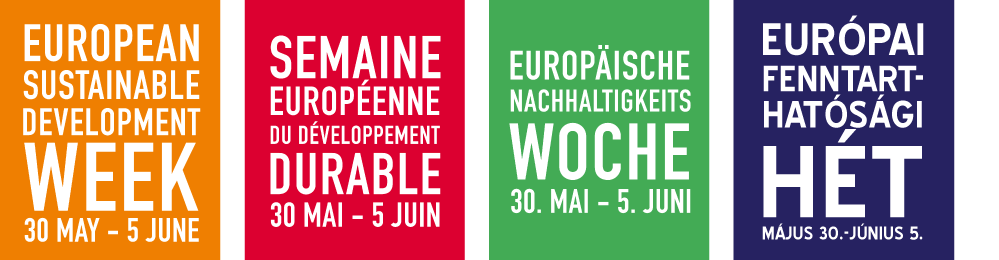 EUROPEAN
SUSTAINABLE
DEVELOPMENT
WEEK
30 MAY – 5 JUNE
SEMAINE
EUROPÉENNE
DU DÉVELOPPEMENT
DURABLE
30 MAI – 5 JUIN
EUROPÄISCHE
NACHHALTIGKEITS
WOCHE
30. MAI – 5. JUNI
EURÓPAI
FENNTART-
HATÓSÁGI
HÉT
MÁJUS 30.-JÚNIUS 5.